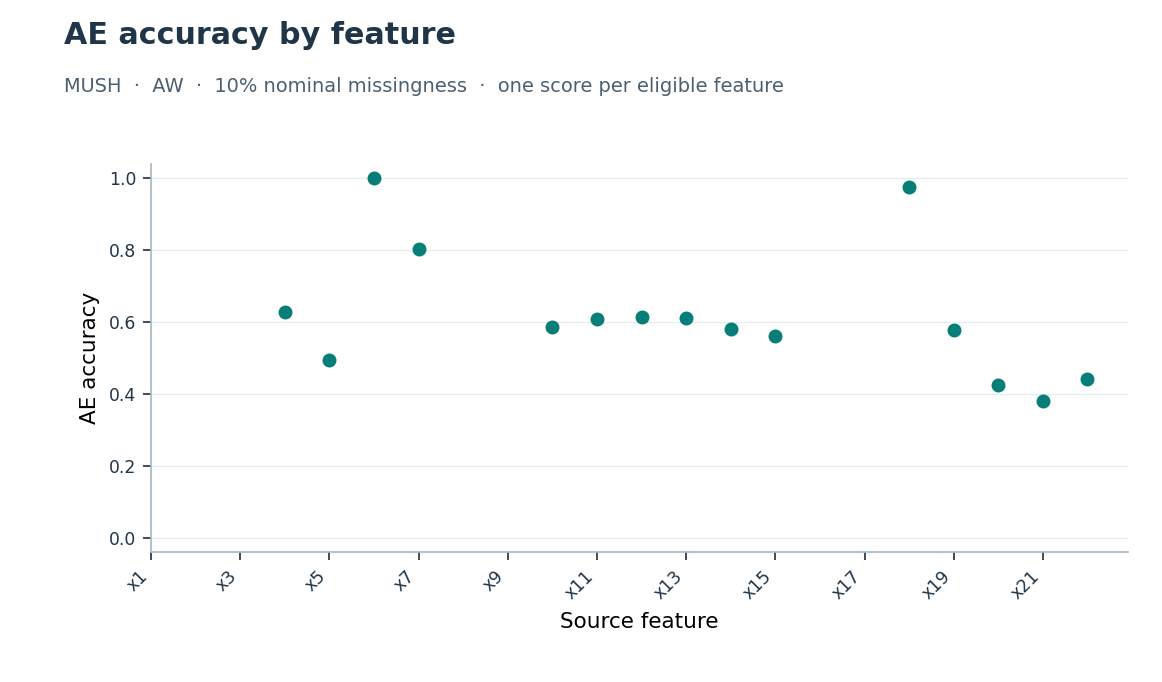 AE accuracy by feature
MUSH · AW · 10% nominal missingness · one score per eligible feature
1.0
0.8
0.6
0.4
0.2
0.0
AE accuracy
x1 x3 x5 x7 x9 x11 x13 x15 x17 x19 x21
Source feature